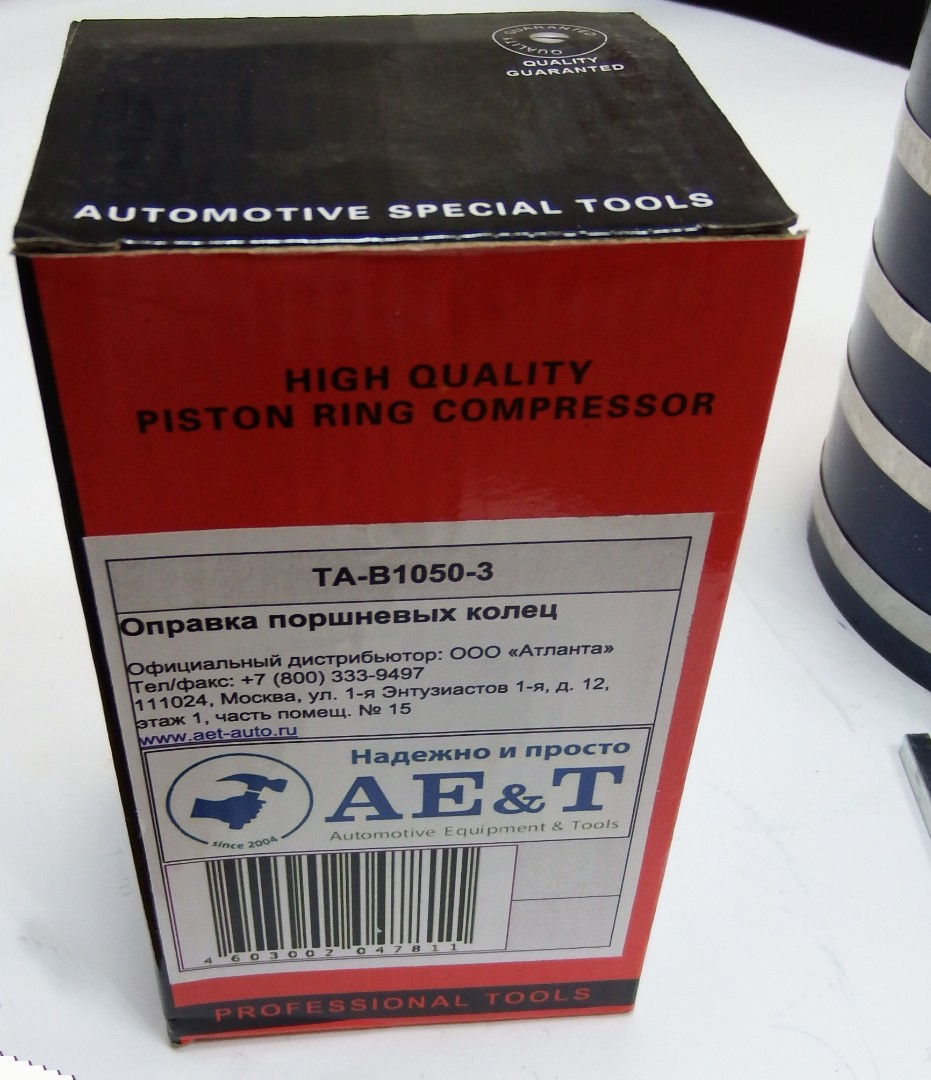 QUALITY GUARANTEED
QUALITY
GUARANTEED
AUTOMOTIVE SPECIAL TOOLS
HIGH QUALITY
PISTON RING COMPRESSOR
TA-B1050-3
Оправка поршневых колец
Официальный дистрибьютор: ООО «Атланта»
Тел/факс: +7 (800) 333-9497
111024, Москва, ул. 1-я Энтузиастов 1-я, д. 12,
этаж 1, часть помещ. № 15
www.aet-auto.ru
Надежно и просто
AE&T
Automotive Equipment & Tools
since 2004
4 603002 047811
PROFESSIONAL TOOLS